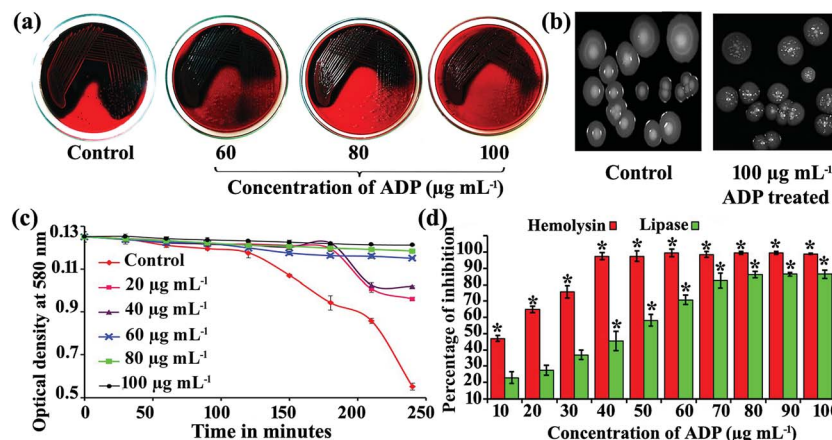 (a)
Control
60
80
100
Concentration of ADP (µg mL⁻¹)
(b)
Control
100 µg mL⁻¹
ADP treated
(c)
Optical density at 580 nm
0.13
0.13
0.11
0.9
0.7
0.5
Control
20 µg mL⁻¹
40 µg mL⁻¹
60 µg mL⁻¹
80 µg mL⁻¹
100 µg mL⁻¹
0 50 100 150 200 250
Time in minutes
(d)
Hemolysin Lipase
Percentage of inhibition
100
90
80
70
60
50
40
30
20
10
* * * * * * * * * * * * * * * * *
10 20 30 40 50 60 70 80 90 100
Concentration of ADP (µg mL⁻¹)